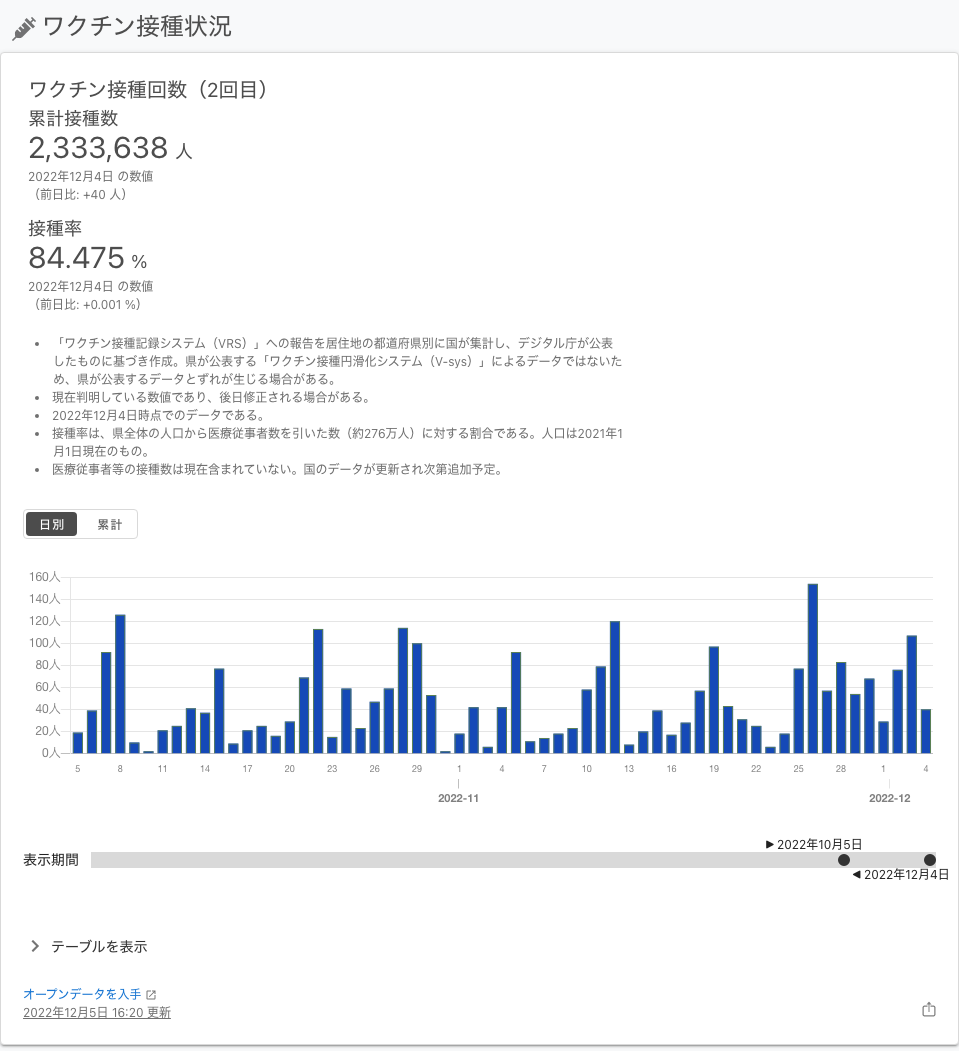 ワクチン接種状況
ワクチン接種回数（2回目）
累計接種数
2,333,638 人
2022年12月4日 の数値
（前日比: +40 人）
接種率
84.475 %
2022年12月4日 の数値
（前日比: +0.001 %）
• 「ワクチン接種記録システム（VRS）」への報告を居住地の都道府県別に国が集計し、デジタル庁が公表
したものに基づき作成。県が公表する「ワクチン接種円滑化システム（V-sys）」によるデータではないた
め、県が公表するデータとずれが生じる場合がある。
• 現在判明している数値であり、後日修正される場合がある。
• 2022年12月4日時点でのデータである。
• 接種率は、県全体の人口から医療従事者数を引いた数（約276万人）に対する割合である。人口は2021年1
月1日現在のもの。
• 医療従事者等の接種数は現在含まれていない。国のデータが更新され次第追加予定。
日別 累計
160人
140人
120人
100人
80人
60人
40人
20人
0人
5 8 11 14 17 20 23 26 29 1 4 7 10 13 16 19 22 25 28 1 4
2022-11 2022-12
▶ 2022年10月5日
表示期間
◀ 2022年12月4日
テーブルを表示
オープンデータを入手
2022年12月5日 16:20 更新